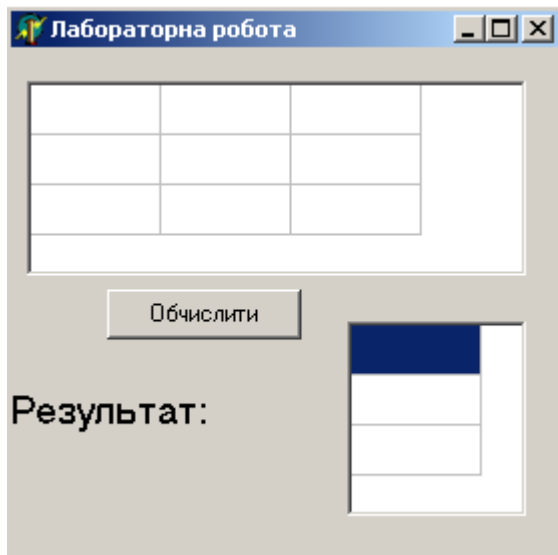 Лабораторна робота
Обчислити
Результат: